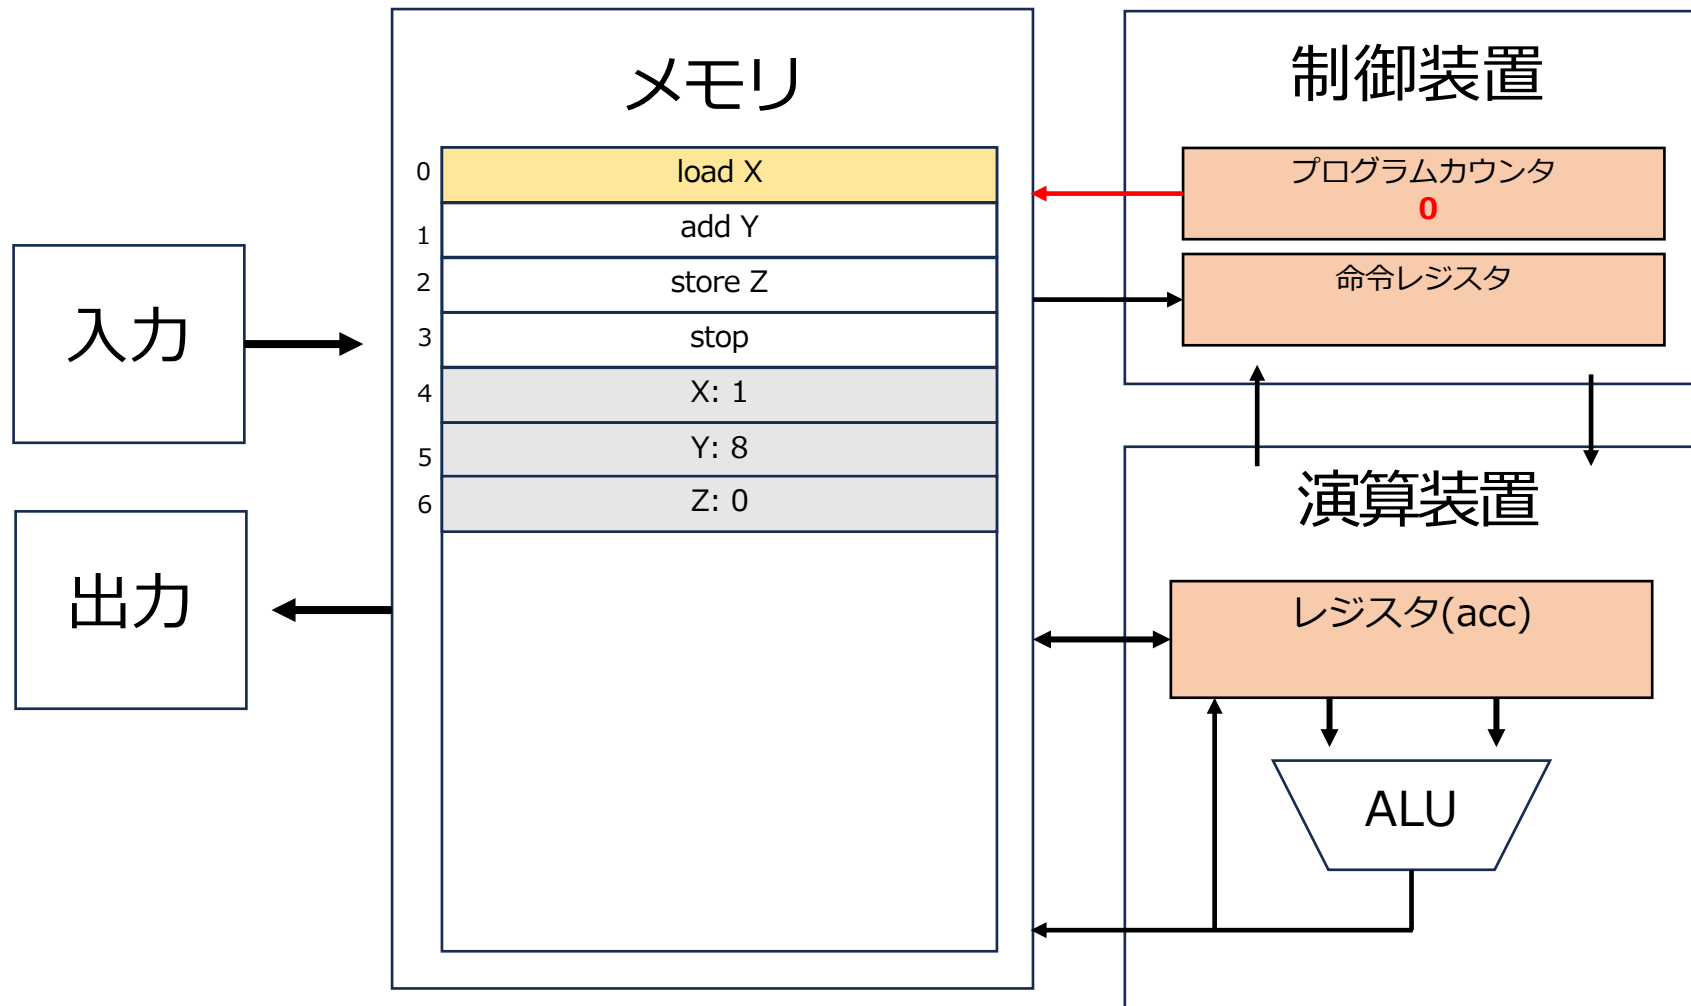 入力
出力
メモリ
0
load X
1
add Y
2
store Z
3
stop
4
X: 1
5
Y: 8
6
Z: 0
制御装置
プログラムカウンタ
0
命令レジスタ
演算装置
レジスタ(acc)
ALU